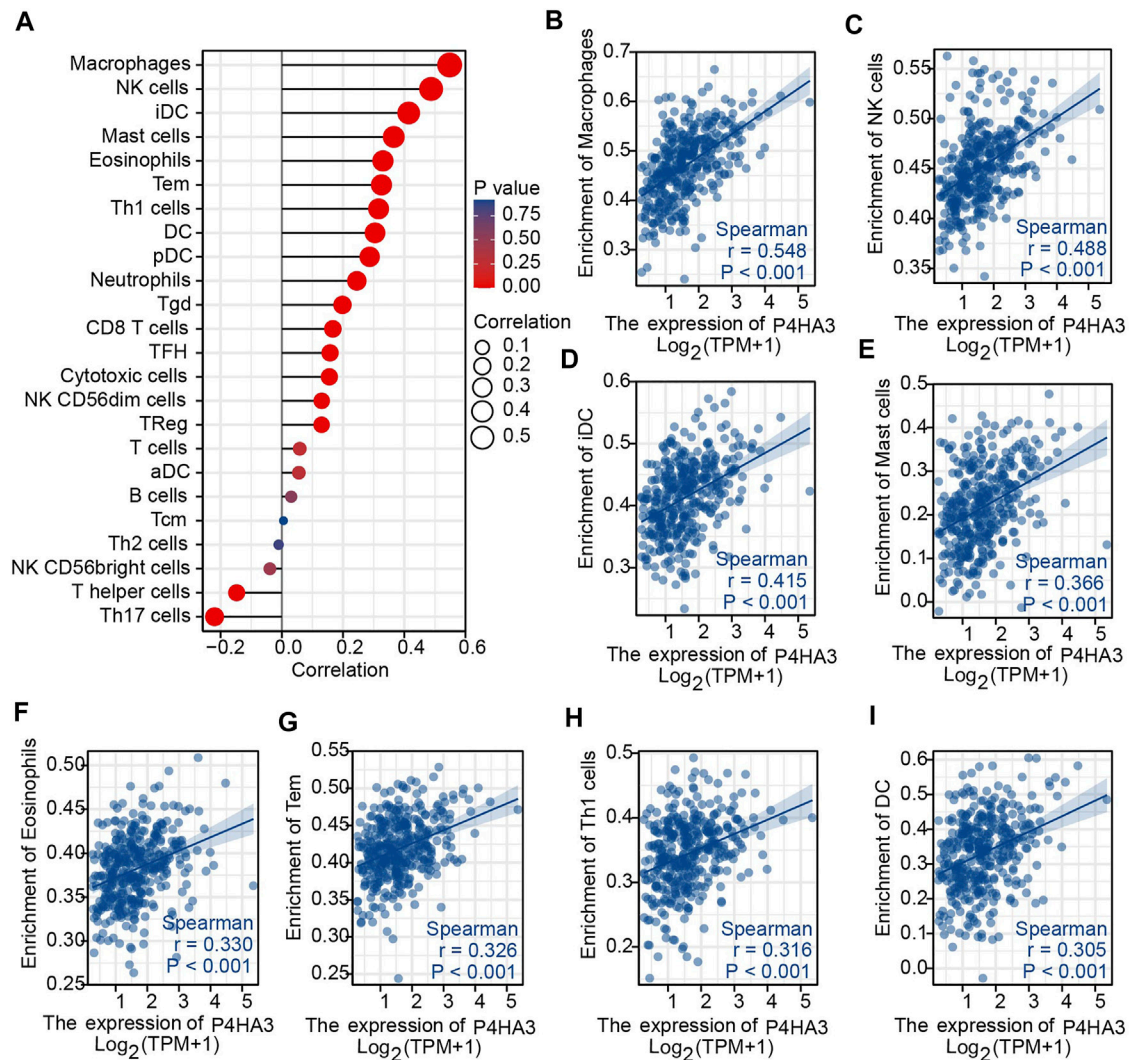 A
Macrophages
NK cells
iDC
Mast cells
Eosinophils
Tem
Th1 cells
DC
pDC
Neutrophils
Tgd
CD8 T cells
TFH
Cytotoxic cells
NK CD56dim cells
TReg
T cells
aDC
B cells
Tcm
Th2 cells
NK CD56bright cells
T helper cells
Th17 cells
−0.2 0.0 0.2 0.4 0.6
Correlation
P value
0.75
0.50
0.25
0.00
Correlation
0.1
0.2
0.3
0.4
0.5
B
Enrichment of Macrophages
0.7
0.6
0.5
0.4
0.3
Spearman
r = 0.548
P < 0.001
1 2 3 4 5
The expression of P4HA3
Log2(TPM+1)
C
Enrichment of NK cells
0.55
0.50
0.45
0.40
0.35
Spearman
r = 0.488
P < 0.001
1 2 3 4 5
The expression of P4HA3
Log2(TPM+1)
D
Enrichment of iDC
0.6
0.5
0.4
0.3
Spearman
r = 0.415
P < 0.001
1 2 3 4 5
The expression of P4HA3
Log2(TPM+1)
E
Enrichment of Mast cells
0.5
0.4
0.3
0.2
0.1
0.0
Spearman
r = 0.366
P < 0.001
1 2 3 4 5
The expression of P4HA3
Log2(TPM+1)
F
Enrichment of Eosinophils
0.50
0.45
0.40
0.35
0.30
0.25
Spearman
r = 0.330
P < 0.001
1 2 3 4 5
The expression of P4HA3
Log2(TPM+1)
G
Enrichment of Tem
0.55
0.50
0.45
0.40
0.35
0.30
0.25
Spearman
r = 0.326
P < 0.001
1 2 3 4 5
The expression of P4HA3
Log2(TPM+1)
H
Enrichment of Th1 cells
0.5
0.4
0.3
0.2
Spearman
r = 0.316
P < 0.001
1 2 3 4 5
The expression of P4HA3
Log2(TPM+1)
I
Enrichment of DC
0.6
0.5
0.4
0.3
0.2
0.1
0.0
Spearman
r = 0.305
P < 0.001
1 2 3 4 5
The expression of P4HA3
Log2(TPM+1)